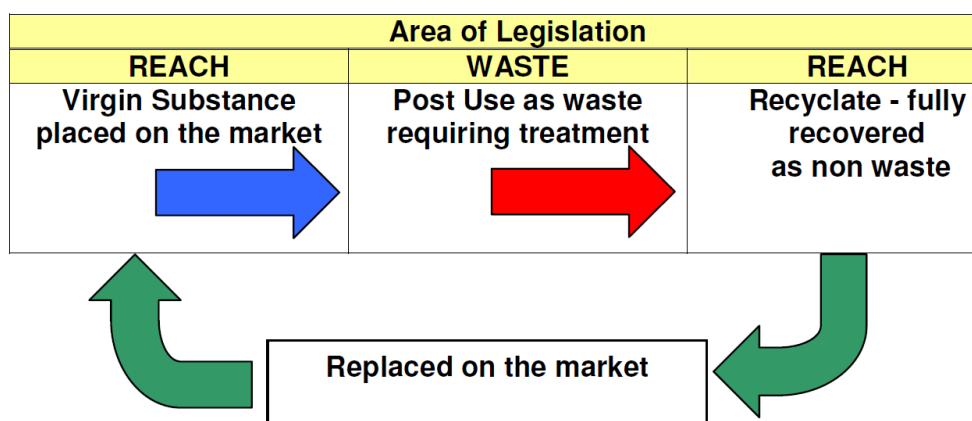 Area of Legislation
REACH WASTE REACH
Virgin Substance
placed on the market
Post Use as waste
requiring treatment
Recyclate - fully
recovered
as non waste
Replaced on the market